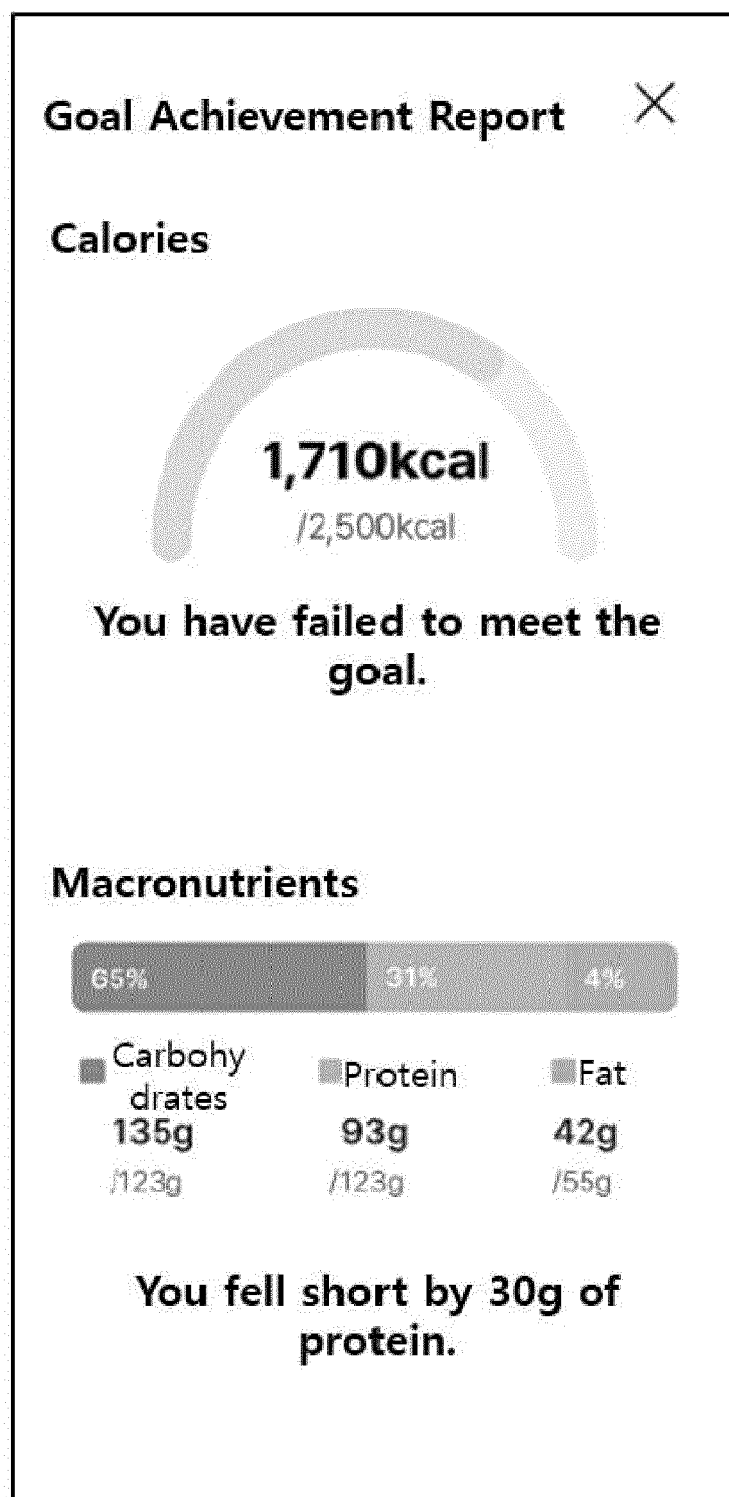 Goal Achievement Report
Calories
1,710kcal
/2,500kcal
You have failed to meet the
goal.
Macronutrients
65% 31% 4%
Carbohy
drates
Protein
Fat
135g 93g 42g
/123g /123g /55g
You fell short by 30g of
protein.